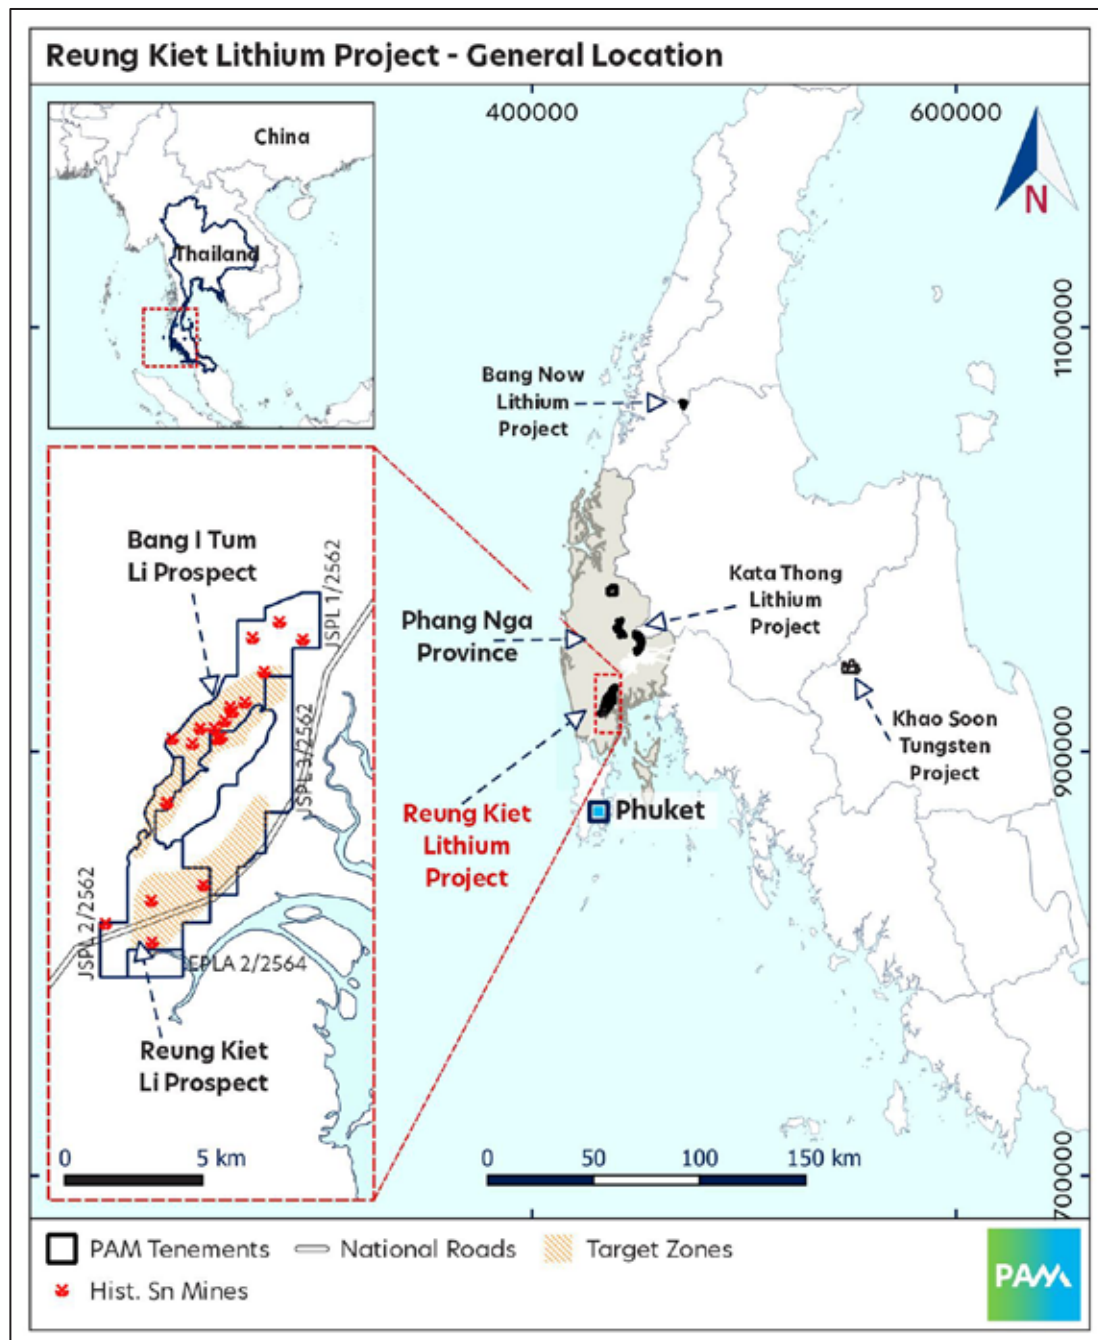 Reung Kiet Lithium Project - General Location
400000
600000
China
Thailand
N
1100000
Bang Now
Lithium
Project
Bang I Tum
Li Prospect
JSPL 1/2562
Kata Thong
Lithium
Project
Phang Nga
Province
Khao Soon
Tungsten
Project
JSPL 3/2562
900000
Reung Kiet
Lithium
Project
Phuket
JSPL 2/2562
EPLA 2/2564
Reung Kiet
Li Prospect
0 5 km
0 50 100 150 km
700000
PAM Tenements
National Roads
Target Zones
Hist. Sn Mines
PAM